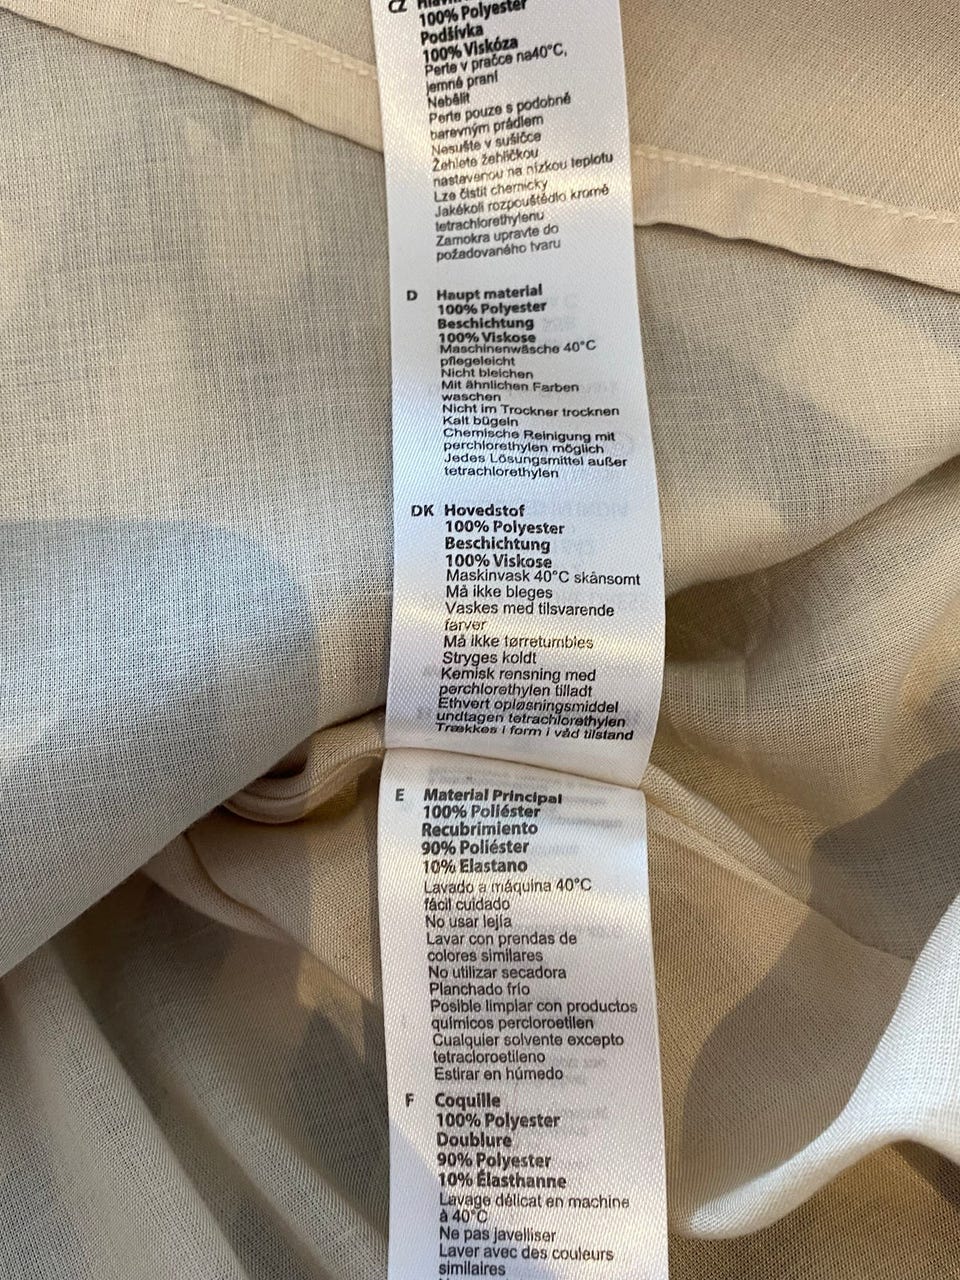 CZ
100% Polyester
Podšívka
100% Viskóza
Perte v pračce na40°C,
jemné praní
Nebělit
Perte pouze s podobně
barevným prádlem
Nesušte v sušičce
Žehlete žehličkou
nastavenou na nízkou teplotu
Lze čistit chemicky
Jakékoli rozpouštědlo kromě
tetrachlorethylenu
Zamokra upravte do
požadovaného tvaru
D Haupt material
100% Polyester
Beschichtung
100% Viskose
Maschinenwäsche 40°C
pflegeleicht
Nicht bleichen
Mit ähnlichen Farben
waschen
Nicht im Trockner trocknen
Kalt bügeln
Chemische Reinigung mit
perchlorethylen möglich
Jedes Lösungsmittel außer
tetrachlorethylen
DK Hovedstof
100% Polyester
Beschichtung
100% Viskose
Maskinvask 40°C skånsomt
Må ikke bleges
Vaskes med tilsvarende
farver
Må ikke tørretumbles
Stryges koldt
Kemisk rensning med
perchlorethylen tilladt
Ethvert opløsningsmiddel
undtagen tetrachlorethylen
Trækkes i form i våd tilstand
E Material Principal
100% Poliéster
Recubrimiento
90% Poliéster
10% Elastano
Lavado a máquina 40°C
fácil cuidado
No usar lejía
Lavar con prendas de
colores similares
No utilizar secadora
Planchado frío
Posible limpiar con productos
químicos percloroetilen
Cualquier solvente excepto
tetracloroetileno
Estirar en húmedo
F Coquille
100% Polyester
Doublure
90% Polyester
10% Élasthanne
Lavage délicat en machine
à 40°C
Ne pas javelliser
Laver avec des couleurs
similaires